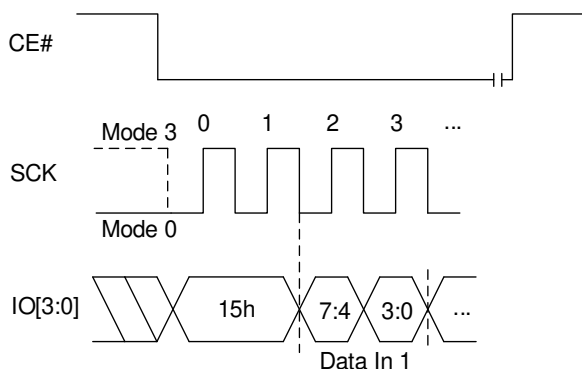 CE#
Mode 3 0 1 2 3 ...
SCK
Mode 0
IO[3:0] 15h 7:4 3:0 ...
Data In 1